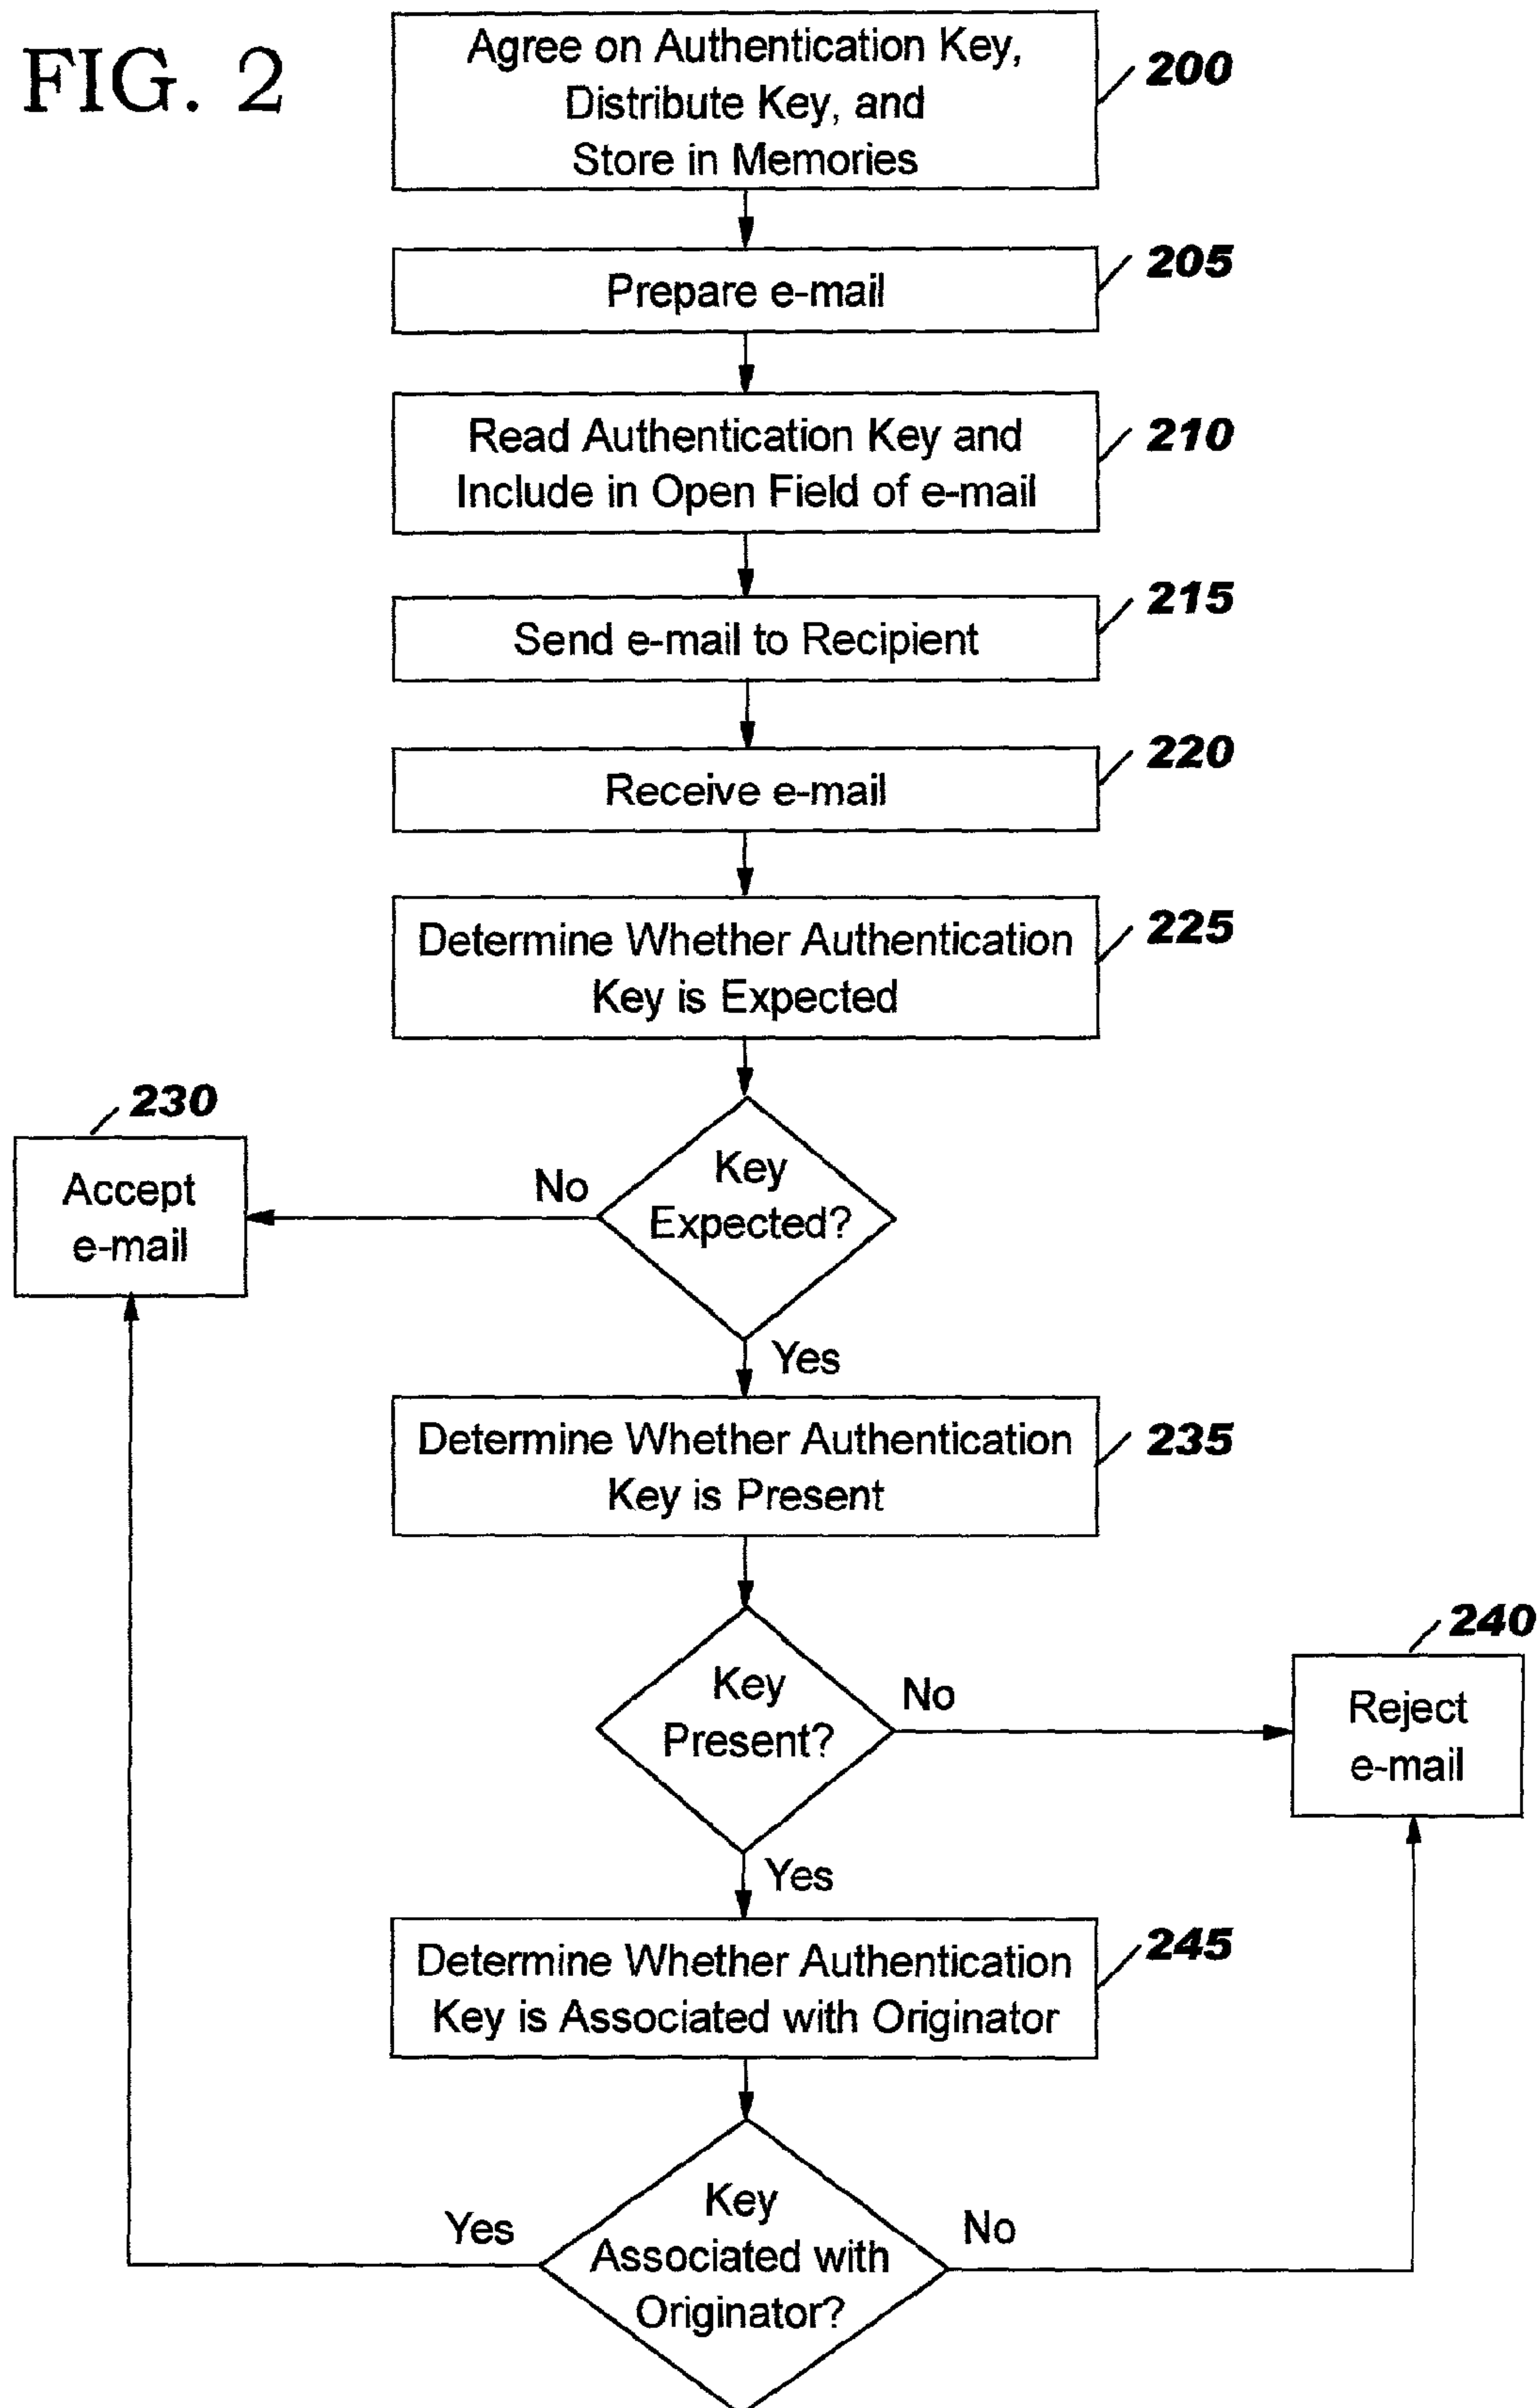 FIG. 2
Agree on Authentication Key,
Distribute Key, and
Store in Memories
200
Prepare e-mail
205
Read Authentication Key and
Include in Open Field of e-mail
210
Send e-mail to Recipient
215
Receive e-mail
220
Determine Whether Authentication
Key is Expected
225
230
Accept
e-mail
No
Key
Expected?
Yes
Determine Whether Authentication
Key is Present
235
Key
Present?
No
240
Reject
e-mail
Yes
Determine Whether Authentication
Key is Associated with Originator
245
Yes
Key
Associated with
Originator?
No